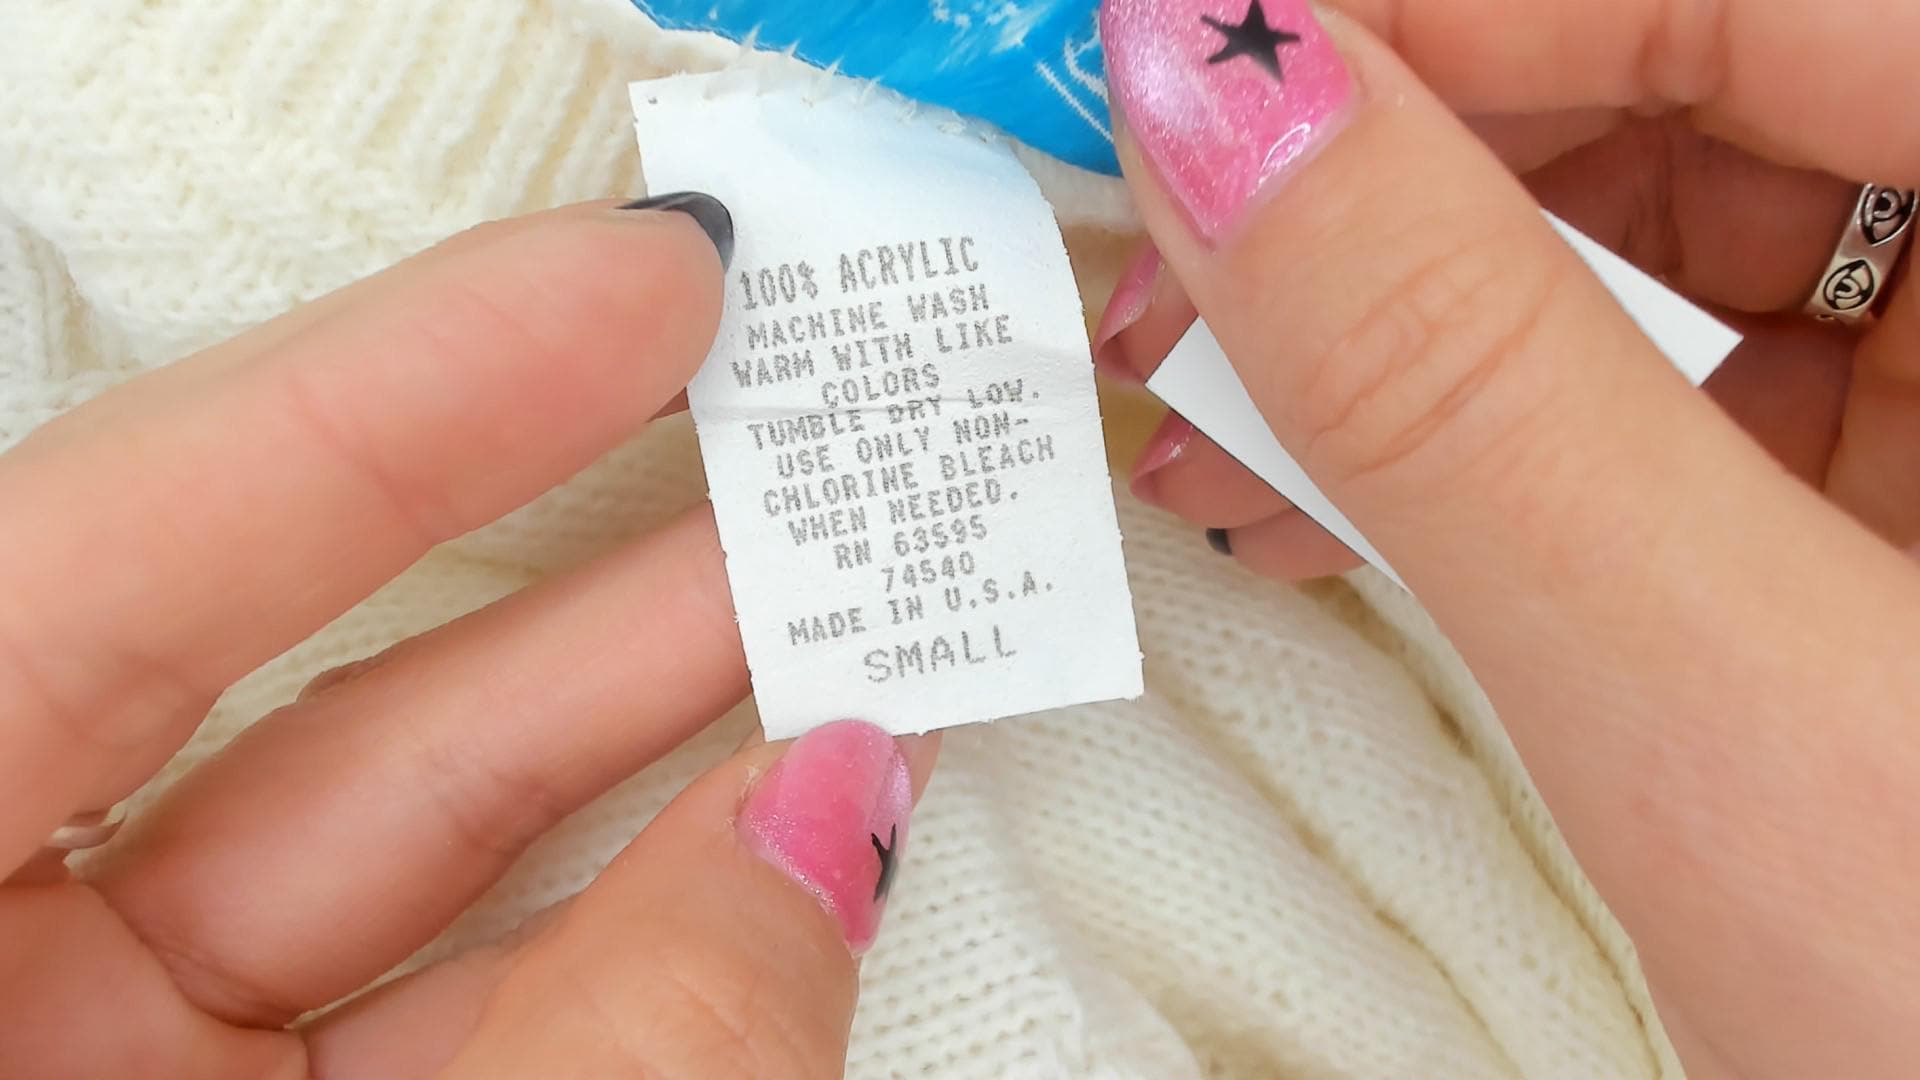 100% ACRYLIC
MACHINE WASH
WARM WITH LIKE
COLORS
TUMBLE DRY LOW.
USE ONLY NON-
CHLORINE BLEACH
WHEN NEEDED.
RN 63595
74540
MADE IN U.S.A.
SMALL